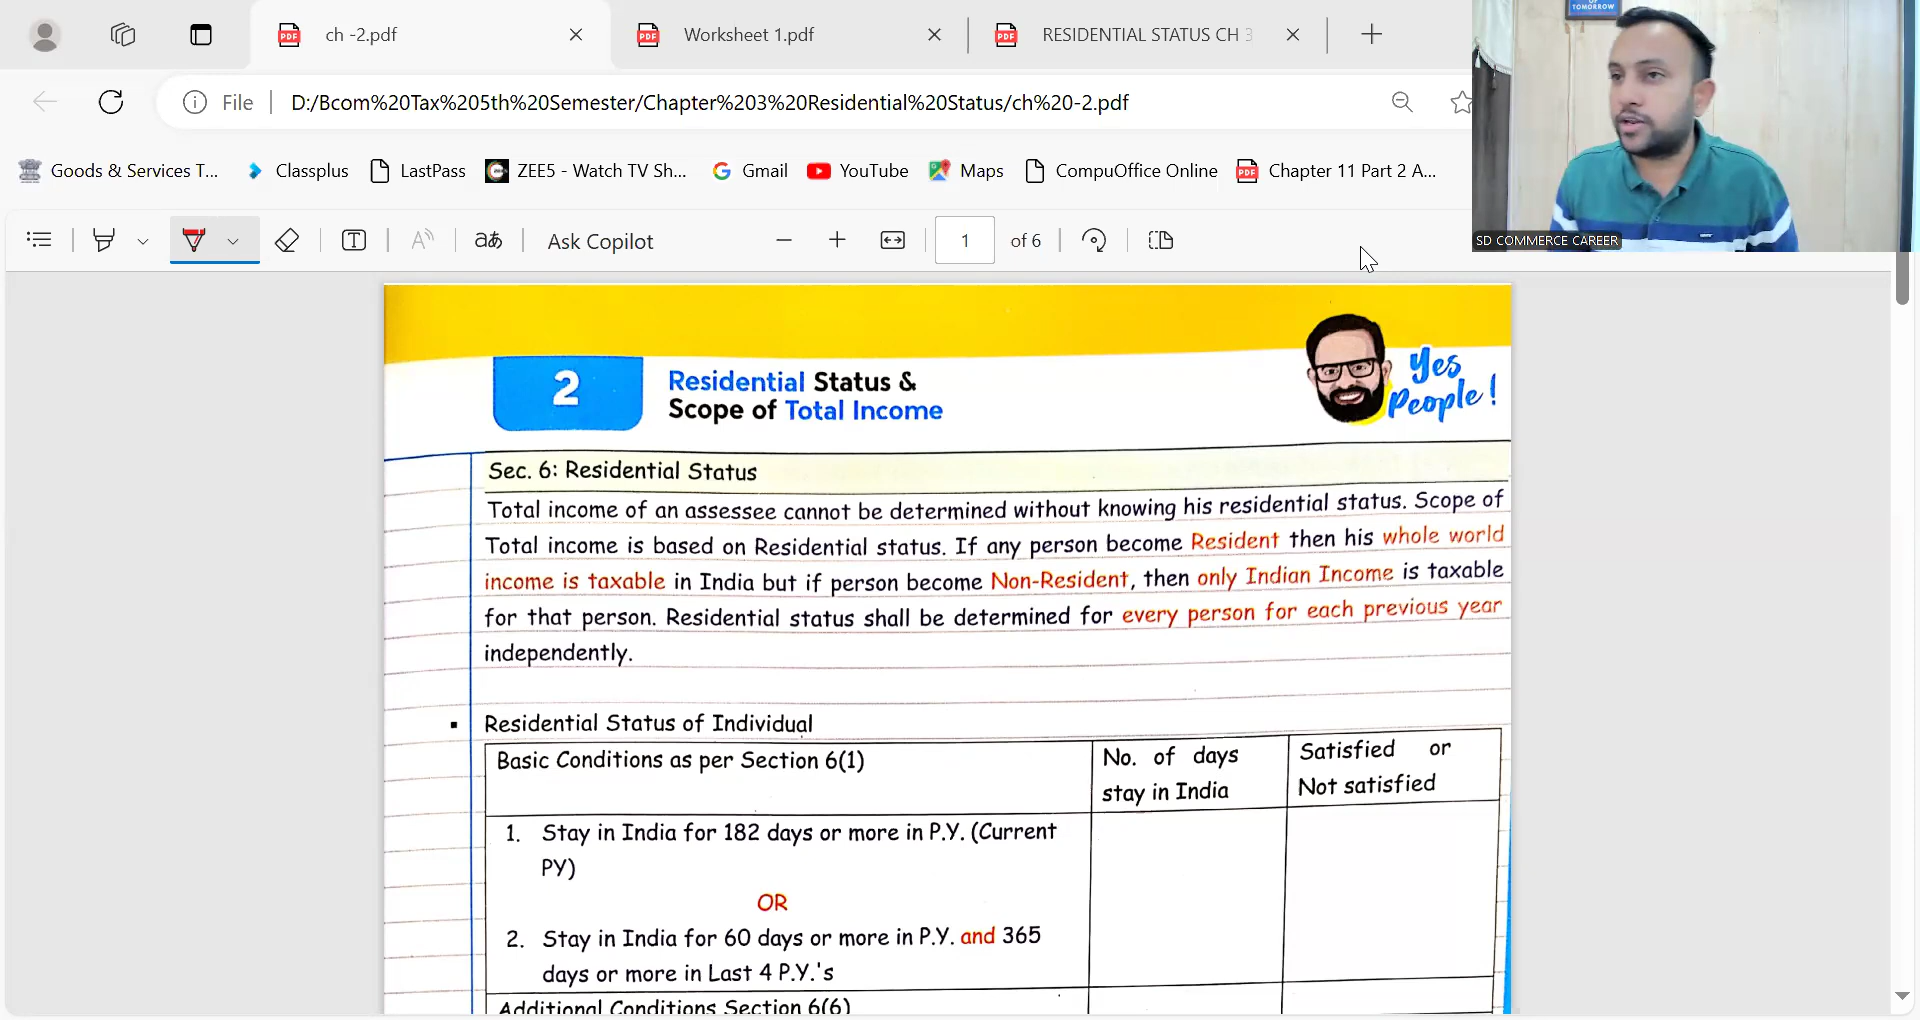 ch -2.pdf
Worksheet 1.pdf
RESIDENTIAL STATUS CH 3
OF
TOMORROW
File
D:/Bcom%20Tax%205th%20Semester/Chapter%203%20Residential%20Status/ch%20-2.pdf
Goods & Services T...
Classplus
LastPass
ZEE5 - Watch TV Sh...
Gmail
YouTube
Maps
CompuOffice Online
Chapter 11 Part 2 A...
Ask Copilot
1
of 6
SD COMMERCE CAREER
2
Residential Status &
Scope of Total Income
Yes
People!
Sec. 6: Residential Status
Total income of an assessee cannot be determined without knowing his residential status. Scope of
Total income is based on Residential status. If any person become Resident then his whole world
income is taxable in India but if person become Non-Resident, then only Indian Income is taxable
for that person. Residential status shall be determined for every person for each previous year
independently.
▪ Residential Status of Individual
Basic Conditions as per Section 6(1)
No. of days
stay in India
Satisfied or
Not satisfied
1. Stay in India for 182 days or more in P.Y. (Current
PY)
OR
2. Stay in India for 60 days or more in P.Y. and 365
days or more in Last 4 P.Y.'s
Additional Conditions Section 6(6)